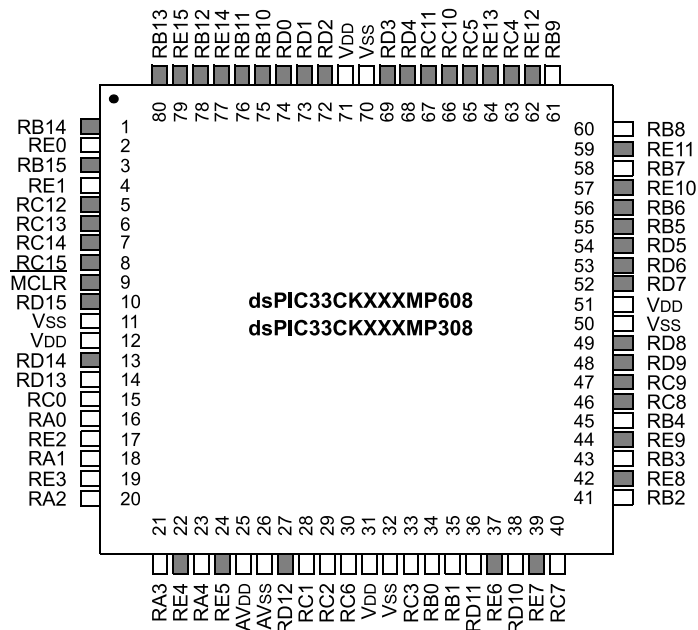 RB13 RE15 RB12 RE14 RB11 RB10 RD0 RD1 RD2 VDD VSS RD3 RD4 RC11 RC10 RC5 RE13 RC4 RE12 RB9
80 79 78 77 76 75 74 73 72 71 70 69 68 67 66 65 64 63 62 61
RB14 1
RE0 2
RB15 3
RE1 4
RC12 5
RC13 6
RC14 7
RC15 8
MCLR 9
RD15 10
VSS 11
VDD 12
RD14 13
RD13 14
RC0 15
RA0 16
RE2 17
RA1 18
RE3 19
RA2 20
dsPIC33CKXXXMP608
dsPIC33CKXXXMP308
60 RB8
59 RE11
58 RB7
57 RE10
56 RB6
55 RB5
54 RD5
53 RD6
52 RD7
51 VDD
50 VSS
49 RD8
48 RD9
47 RC9
46 RC8
45 RB4
44 RE9
43 RB3
42 RE8
41 RB2
21 22 23 24 25 26 27 28 29 30 31 32 33 34 35 36 37 38 39 40
RA3 RE4 RA4 RE5 AVDD AVSS RD12 RC1 RC2 RC6 VDD VSS RC3 RB0 RB1 RD11 RE6 RD10 RE7 RC7